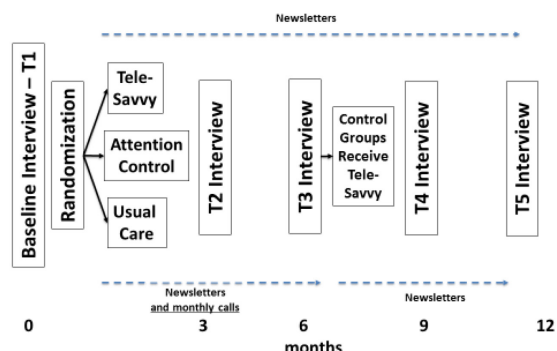 Newsletters
Baseline Interview – T1
Randomization
Tele-
Savvy
Attention
Control
Usual
Care
T2 Interview
T3 Interview
Control
Groups
Receive
Tele-
Savvy
T4 Interview
T5 Interview
Newsletters
and monthly calls
Newsletters
0 3 6 9 12
months